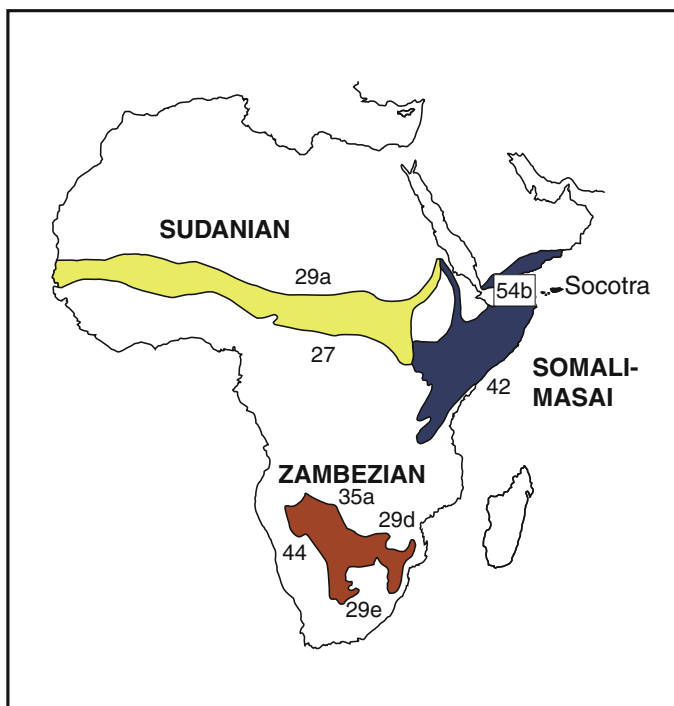 SUDANIAN
29a
54b
Socotra
27
SOMALI-
MASAI
42
ZAMBEZIAN
35a
29d
44
29e